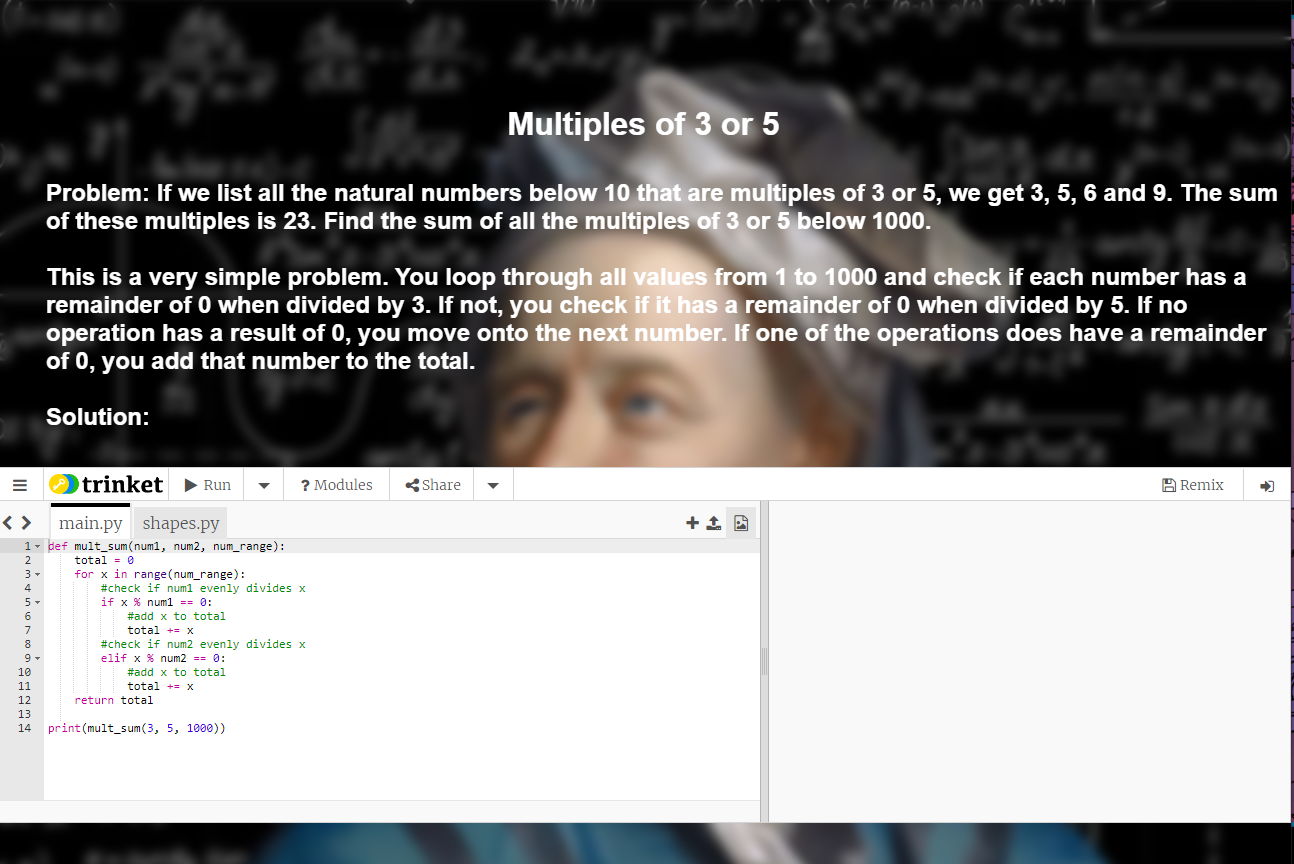 Multiples of 3 or 5
Problem: If we list all the natural numbers below 10 that are multiples of 3 or 5, we get 3, 5, 6 and 9. The sum
of these multiples is 23. Find the sum of all the multiples of 3 or 5 below 1000.
This is a very simple problem. You loop through all values from 1 to 1000 and check if each number has a
remainder of 0 when divided by 3. If not, you check if it has a remainder of 0 when divided by 5. If no
operation has a result of 0, you move onto the next number. If one of the operations does have a remainder
of 0, you add that number to the total.
Solution:
trinket Run ? Modules Share Remix
main.py shapes.py
1 def mult_sum(num1, num2, num_range):
2 total = 0
3 for x in range(num_range):
4 #check if num1 evenly divides x
5 if x % num1 == 0:
6 #add x to total
7 total += x
8 #check if num2 evenly divides x
9 elif x % num2 == 0:
10 #add x to total
11 total += x
12 return total
13
14 print(mult_sum(3, 5, 1000))